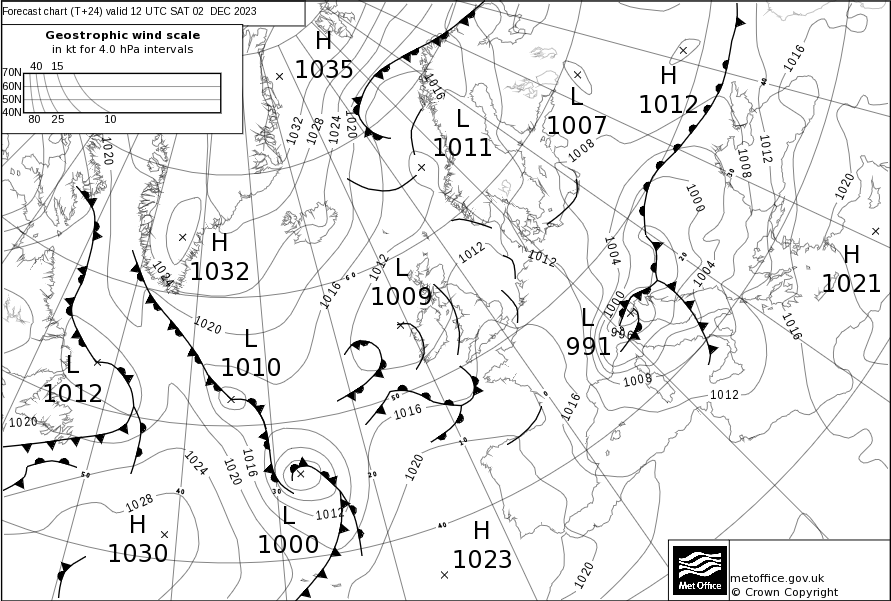 Forecast chart (T+24) valid 12 UTC SAT 02 DEC 2023
Geostrophic wind scale
in kt for 4.0 hPa intervals
40 15
70N
60N
50N
40N
80 25 10
H
1035
H
1012
L
1007
L
1011
H
1032
L
1009
H
1021
L
991
L
1010
L
1012
L
1000
H
1030
H
1023
1016
1016
1032
1028
1024
1020
1020
1008
1012
1008
1020
1000
1004
1004
1012
1012
1012
1024
1016
1020
1000
996
1016
1008
1012
1016
1016
1020
1024
1020
1016
1020
1028
1012
1020
60
50
50
40
40
40
30
30
20
20
10
0
Met Office
metoffice.gov.uk
© Crown Copyright